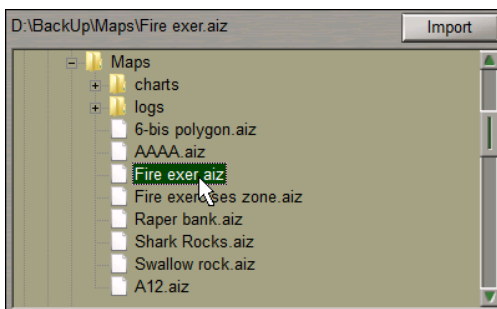 D:\BackUp\Maps\Fire exer.aiz
Import
Maps
charts
logs
6-bis polygon.aiz
AAAA.aiz
Fire exer.aiz
Fire exercises zone.aiz
Raper bank.aiz
Shark Rocks.aiz
Swallow rock.aiz
A12.aiz